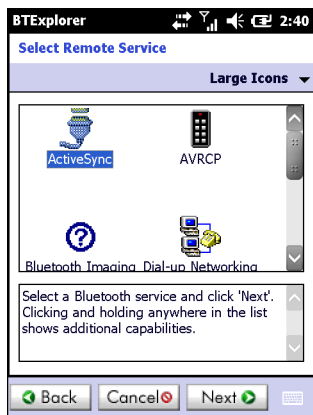 BTExplorer 2:40
Select Remote Service
Large Icons
ActiveSync AVRCP
Bluetooth Imaging Dial-up Networking
Select a Bluetooth service and click 'Next'.
Clicking and holding anywhere in the list
shows additional capabilities.
Back Cancel Next